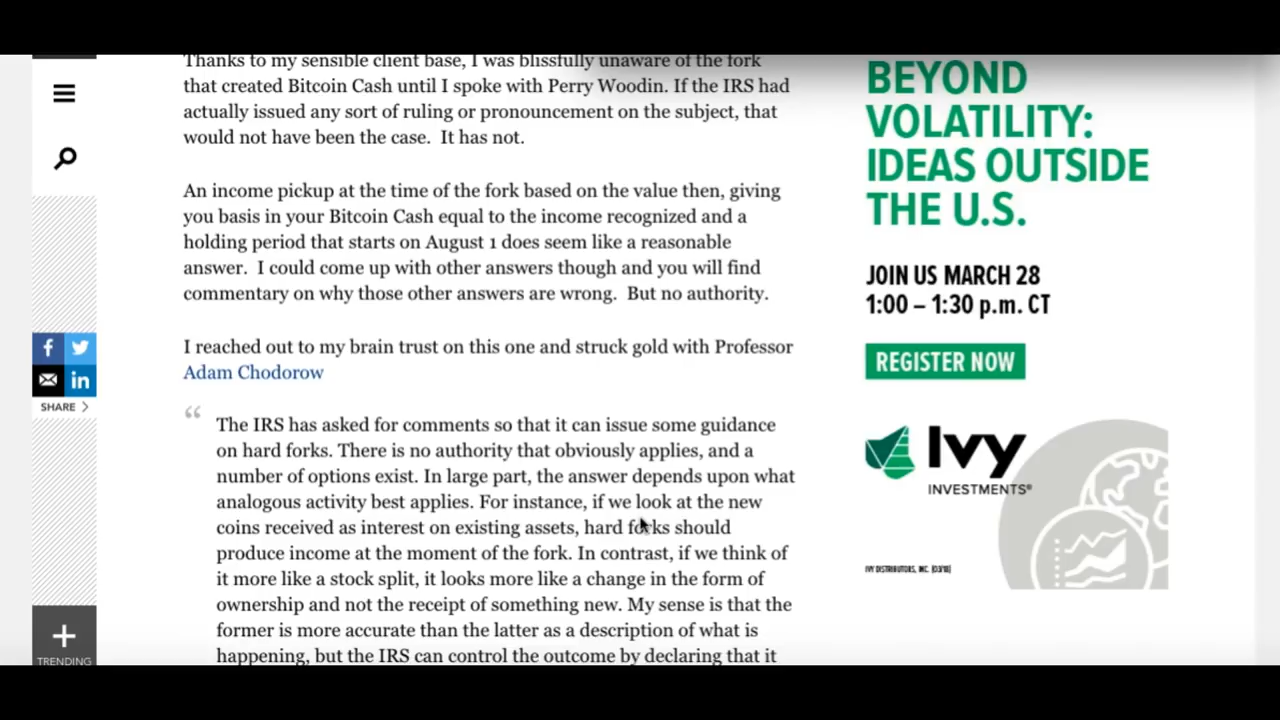 Thanks to my sensible client base, I was blissfully unaware of the fork
that created Bitcoin Cash until I spoke with Perry Woodin. If the IRS had
actually issued any sort of ruling or pronouncement on the subject, that
would not have been the case.  It has not.
An income pickup at the time of the fork based on the value then, giving
you basis in your Bitcoin Cash equal to the income recognized and a
holding period that starts on August 1 does seem like a reasonable
answer.  I could come up with other answers though and you will find
commentary on why those other answers are wrong.  But no authority.
I reached out to my brain trust on this one and struck gold with Professor
Adam Chodorow
“
The IRS has asked for comments so that it can issue some guidance
on hard forks. There is no authority that obviously applies, and a
number of options exist. In large part, the answer depends upon what
analogous activity best applies. For instance, if we look at the new
coins received as interest on existing assets, hard forks should
produce income at the moment of the fork. In contrast, if we think of
it more like a stock split, it looks more like a change in the form of
ownership and not the receipt of something new. My sense is that the
former is more accurate than the latter as a description of what is
happening, but the IRS can control the outcome by declaring that it
SHARE
TRENDING
BEYOND
VOLATILITY:
IDEAS OUTSIDE
THE U.S.
JOIN US MARCH 28
1:00 – 1:30 p.m. CT
REGISTER NOW
Ivy
INVESTMENTS®
IVY DISTRIBUTORS, INC. (03/18)